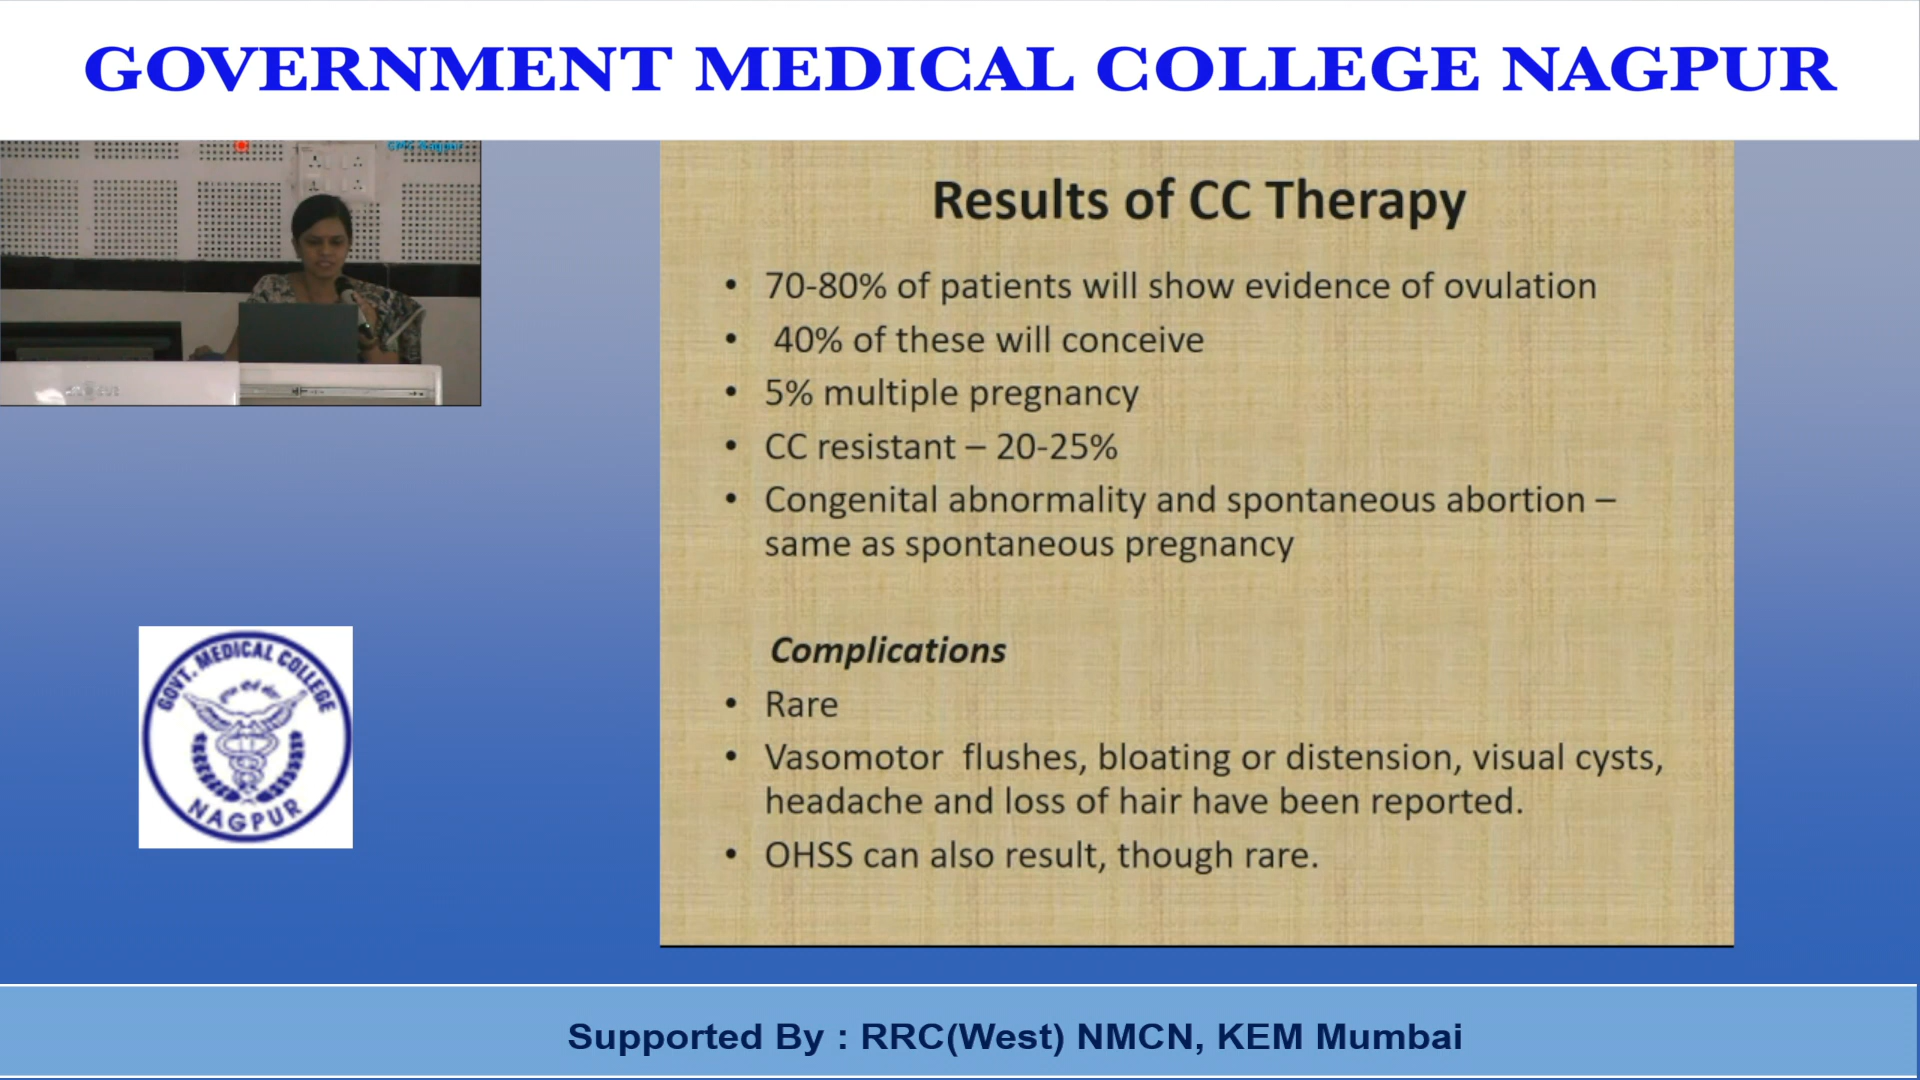 GOVERNMENT MEDICAL COLLEGE NAGPUR
GMC Nagpur
Results of CC Therapy
• 70-80% of patients will show evidence of ovulation
• 40% of these will conceive
• 5% multiple pregnancy
• CC resistant – 20-25%
• Congenital abnormality and spontaneous abortion –
same as spontaneous pregnancy
Complications
• Rare
• Vasomotor flushes, bloating or distension, visual cysts,
headache and loss of hair have been reported.
• OHSS can also result, though rare.
GOVT. MEDICAL COLLEGE
NAGPUR
Supported By : RRC(West) NMCN, KEM Mumbai